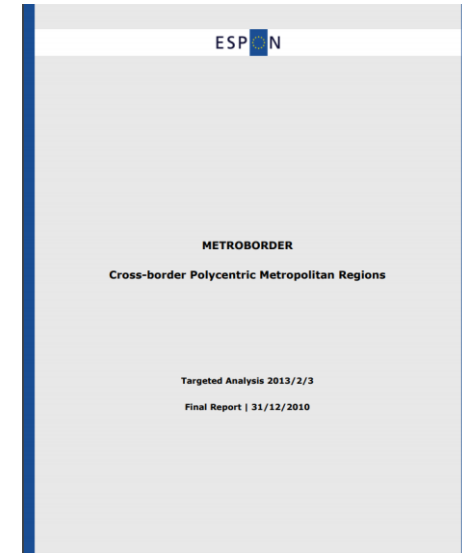 ESPON
METROBORDER
Cross-border Polycentric Metropolitan Regions
Targeted Analysis 2013/2/3
Final Report | 31/12/2010